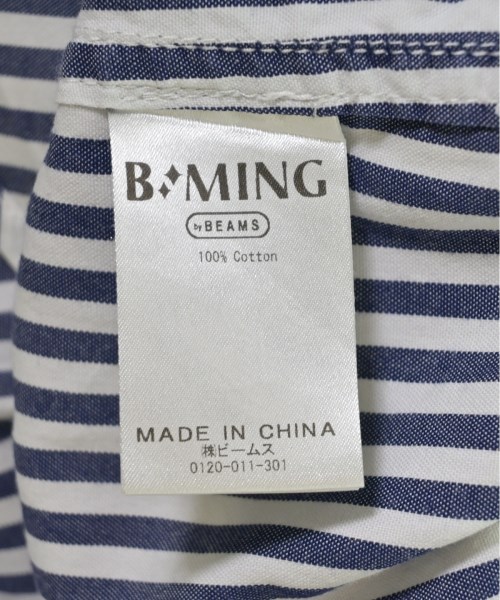 B:MING
by BEAMS
100% Cotton
MADE IN CHINA
㈱ビームス
0120-011-301